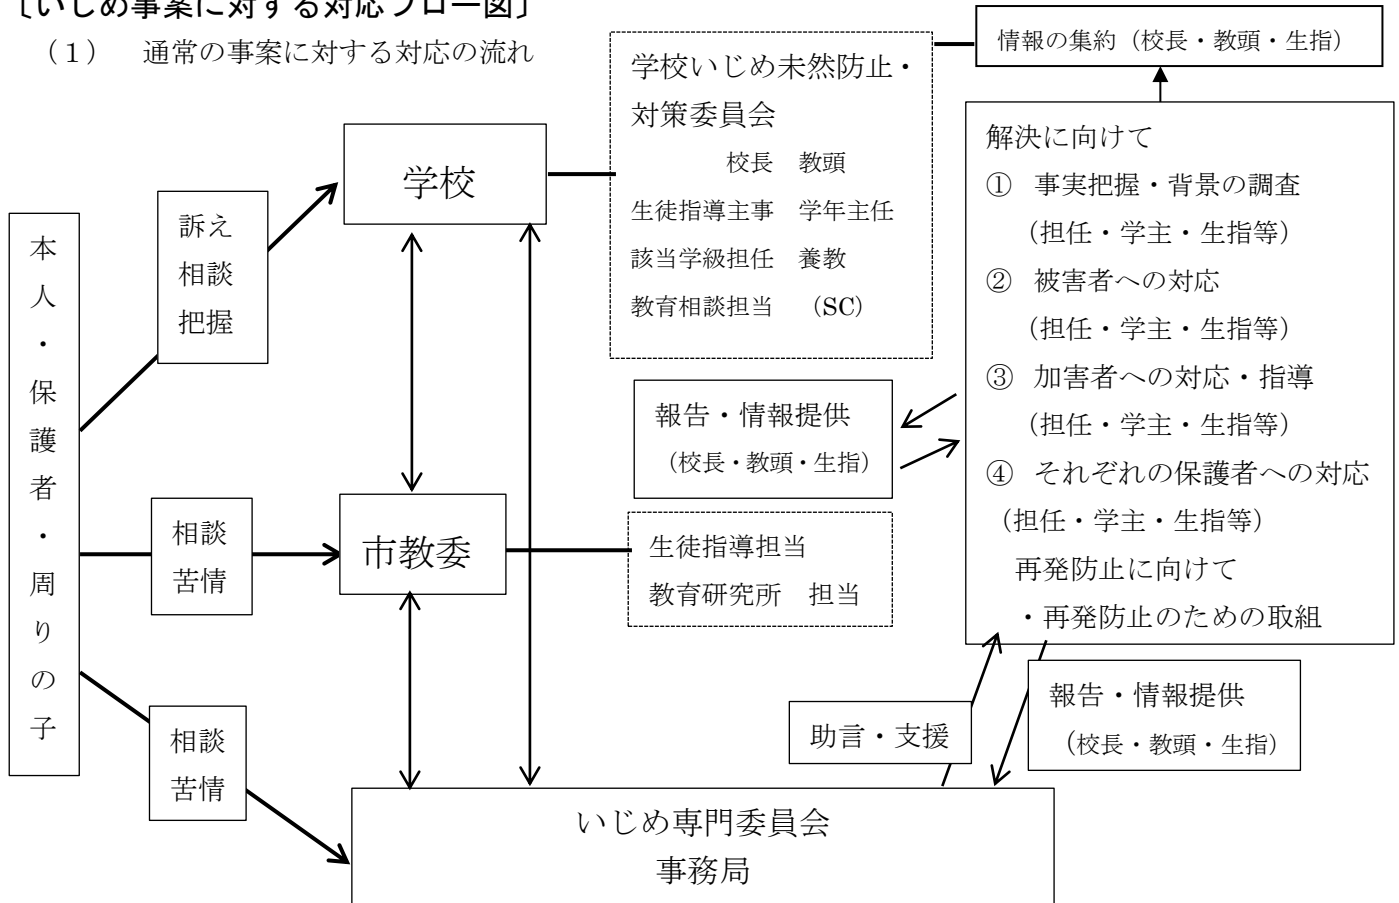 〔いじめ事案に対する対応フロー図〕
（１）　通常の事案に対する対応の流れ
本人・保護者・周りの子
訴え
相談
把握
相談
苦情
相談
苦情
学校
市教委
学校いじめ未然防止・
対策委員会
校長　教頭
生徒指導主事　学年主任
該当学級担任　養教
教育相談担当　（SC）
報告・情報提供
（校長・教頭・生指）
生徒指導担当
教育研究所　担当
情報の集約（校長・教頭・生指）
解決に向けて
①　事実把握・背景の調査
（担任・学主・生指等）
②　被害者への対応
（担任・学主・生指等）
③　加害者への対応・指導
（担任・学主・生指等）
④　それぞれの保護者への対応
（担任・学主・生指等）
再発防止に向けて
・再発防止のための取組
助言・支援
報告・情報提供
（校長・教頭・生指）
いじめ専門委員会
事務局